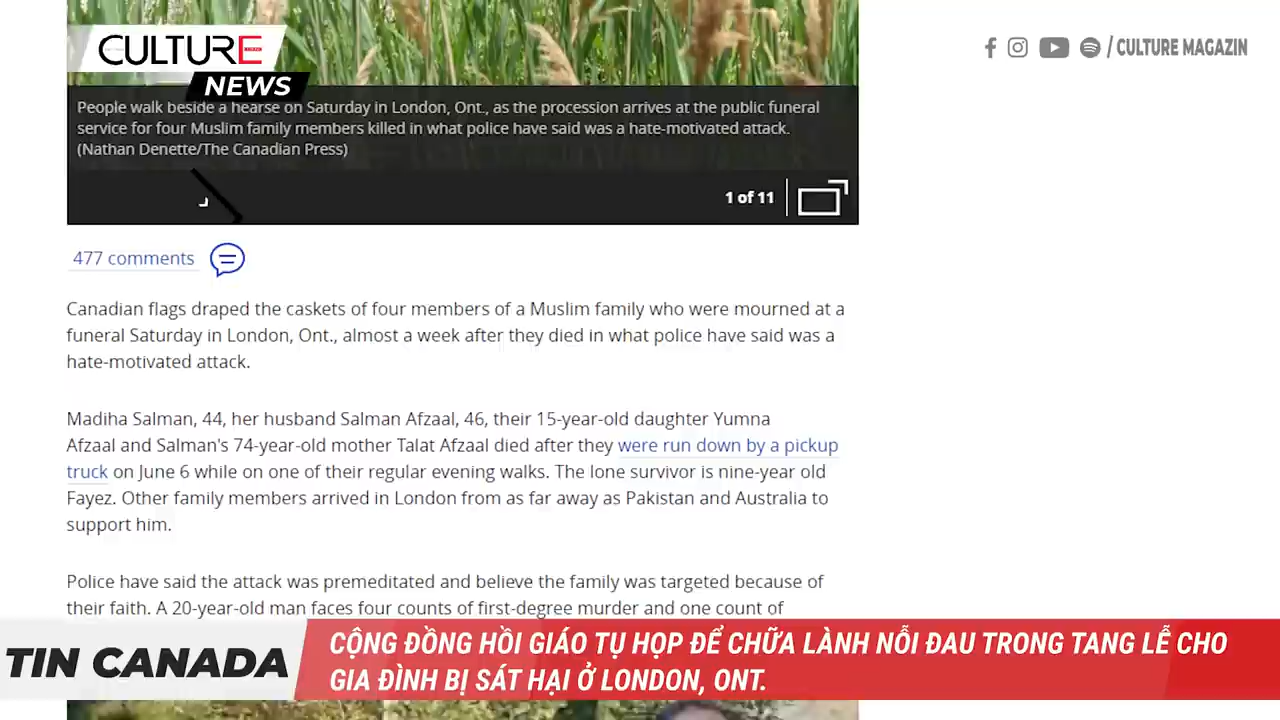 CULTURE
NEWS
/ CULTURE MAGAZIN
People walk beside a hearse on Saturday in London, Ont., as the procession arrives at the public funeral
service for four Muslim family members killed in what police have said was a hate-motivated attack.
(Nathan Denette/The Canadian Press)
1 of 11
477 comments
Canadian flags draped the caskets of four members of a Muslim family who were mourned at a
funeral Saturday in London, Ont., almost a week after they died in what police have said was a
hate-motivated attack.
Madiha Salman, 44, her husband Salman Afzaal, 46, their 15-year-old daughter Yumna
Afzaal and Salman's 74-year-old mother Talat Afzaal died after they were run down by a pickup
truck on June 6 while on one of their regular evening walks. The lone survivor is nine-year old
Fayez. Other family members arrived in London from as far away as Pakistan and Australia to
support him.
Police have said the attack was premeditated and believe the family was targeted because of
their faith. A 20-year-old man faces four counts of first-degree murder and one count of
TIN CANADA
CỘNG ĐỒNG HỒI GIÁO TỤ HỌP ĐỂ CHỮA LÀNH NỖI ĐAU TRONG TANG LỄ CHO
GIA ĐÌNH BỊ SÁT HẠI Ở LONDON, ONT.